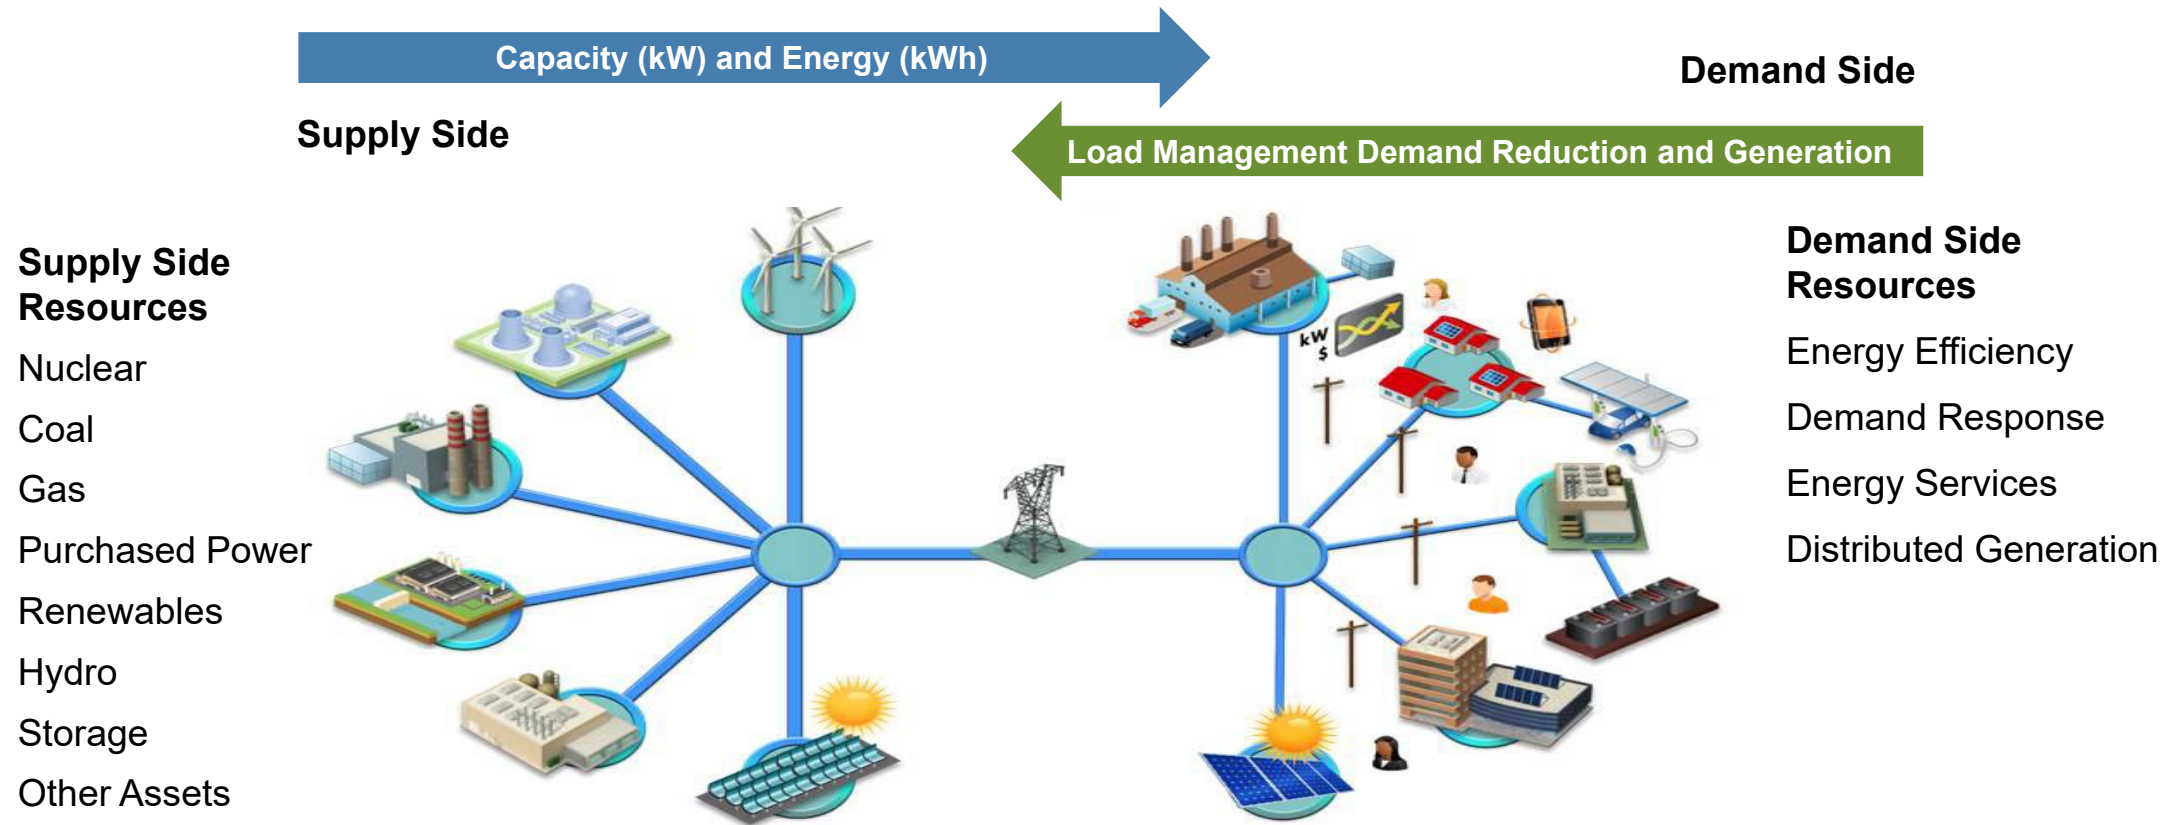 Capacity (kW) and Energy (kWh)
Demand Side
Supply Side
Load Management Demand Reduction and Generation
Supply Side
Resources
Nuclear
Coal
Gas
Purchased Power
Renewables
Hydro
Storage
Other Assets
kW
$
Demand Side
Resources
Energy Efficiency
Demand Response
Energy Services
Distributed Generation